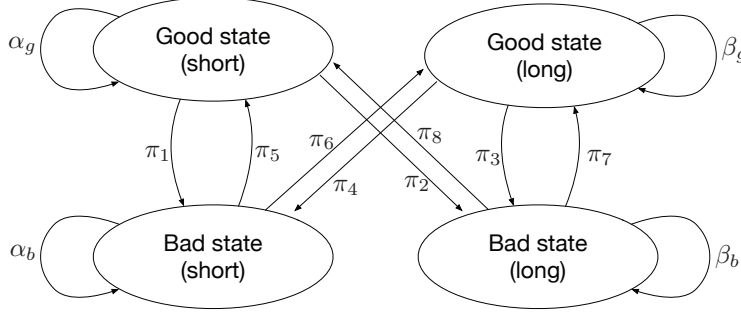 α_g
Good state
(short)
Good state
(long)
β_g
π_1
π_5
π_6
π_4
π_8
π_2
π_3
π_7
α_b
Bad state
(short)
Bad state
(long)
β_b